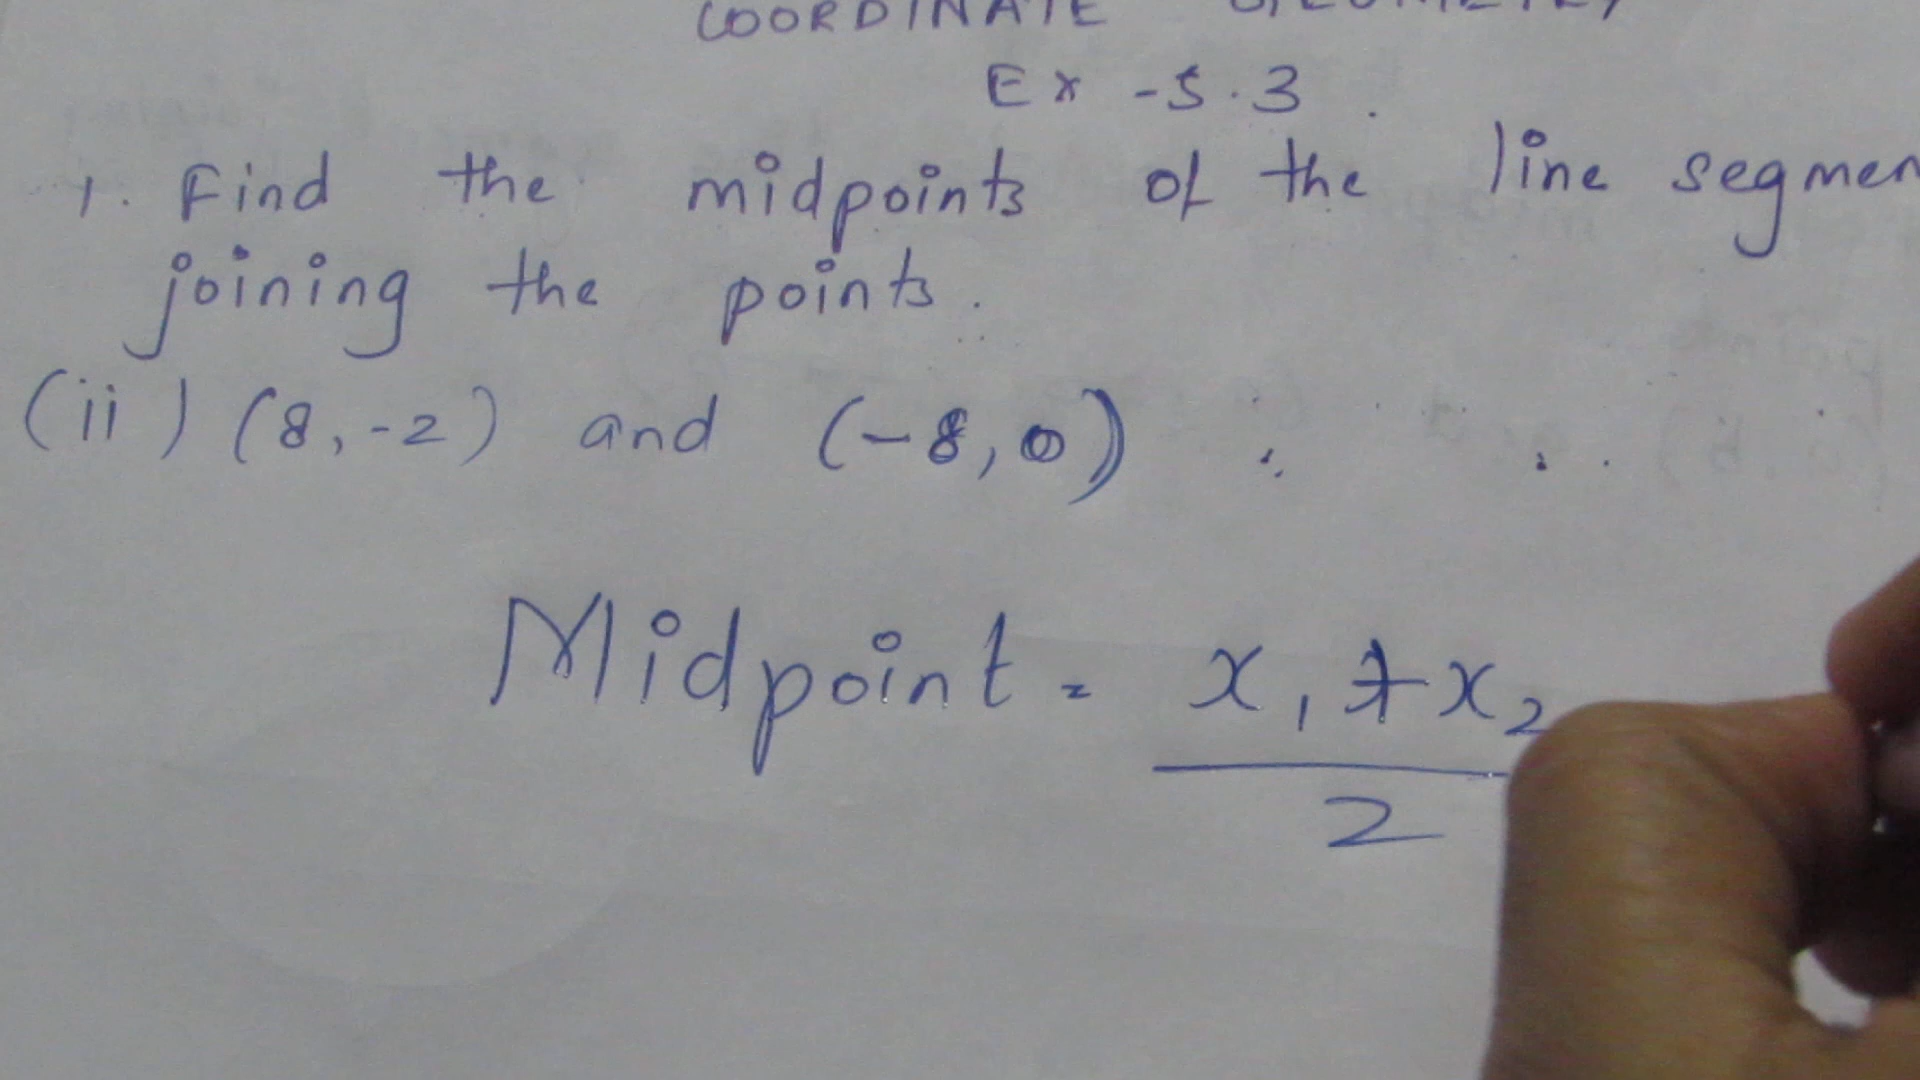 COORDINATE GEOMETRY
Ex - 5.3
1. Find the midpoints of the line segmen
joining the points.
(ii) (8, -2) and (-8, 0)
Midpoint = x₁ + x₂
2